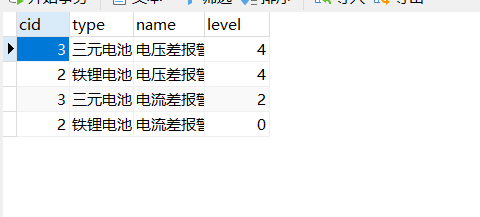 cid type name level
3 三元电池 电压差报警 4
2 铁锂电池 电压差报警 4
3 三元电池 电流差报警 2
2 铁锂电池 电流差报警 0